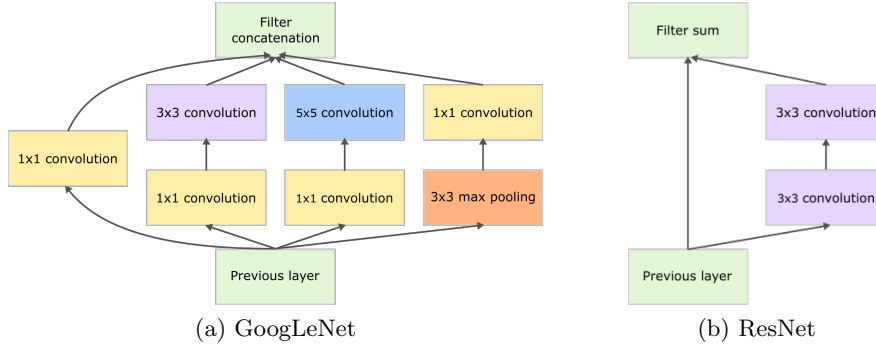 Filter
concatenation
Filter sum
3x3 convolution
5x5 convolution
1x1 convolution
3x3 convolution
1x1 convolution
1x1 convolution
1x1 convolution
3x3 max pooling
3x3 convolution
Previous layer
Previous layer
(a) GoogLeNet
(b) ResNet